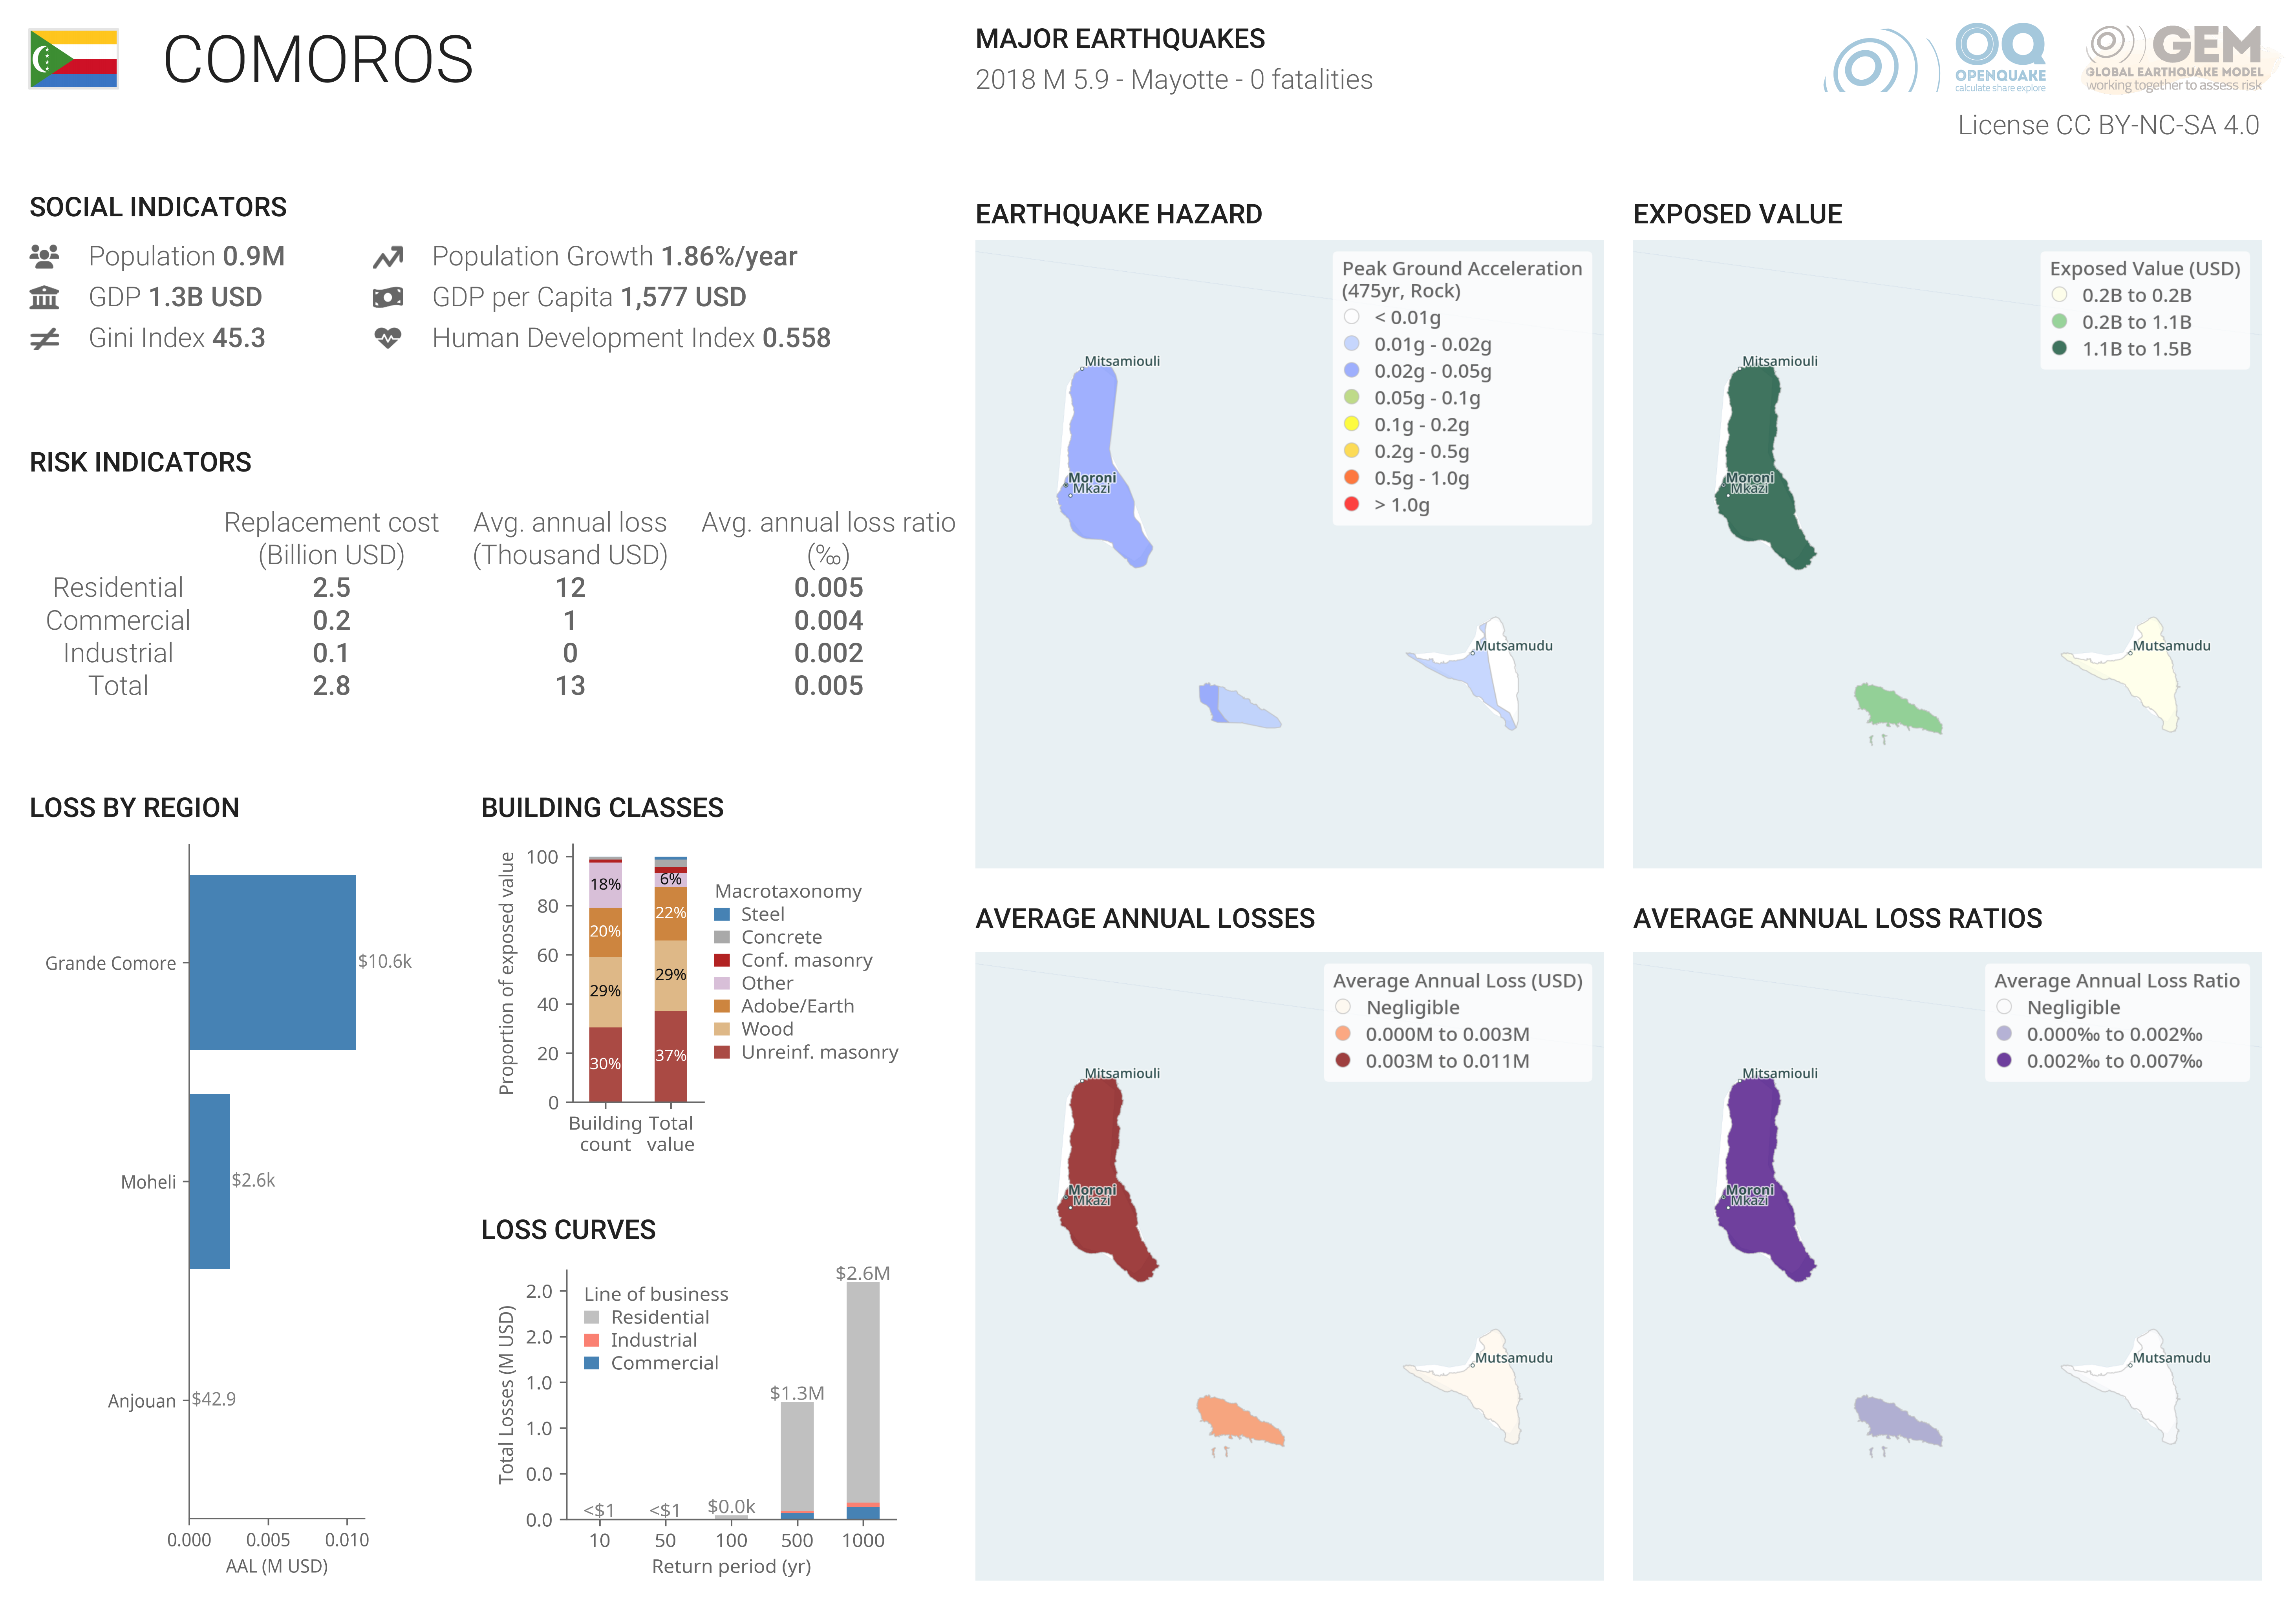 COMOROS
MAJOR EARTHQUAKES
2018 M 5.9 - Mayotte - 0 fatalities
OQ
OPENQUAKE
calculate share explore
GEM
GLOBAL EARTHQUAKE MODEL
working together to assess risk
License CC BY-NC-SA 4.0
SOCIAL INDICATORS
Population 0.9M
Population Growth 1.86%/year
GDP 1.3B USD
GDP per Capita 1,577 USD
Gini Index 45.3
Human Development Index 0.558
RISK INDICATORS
Replacement cost (Billion USD) Avg. annual loss (Thousand USD) Avg. annual loss ratio (‰)
Residential 2.5 12 0.005
Commercial 0.2 1 0.004
Industrial 0.1 0 0.002
Total 2.8 13 0.005
LOSS BY REGION
Grande Comore
$10.6k
Moheli
$2.6k
Anjouan
$42.9
0.000 0.005 0.010
AAL (M USD)
BUILDING CLASSES
Proportion of exposed value
100
80
60
40
20
0
18%
20%
29%
30%
6%
22%
29%
37%
Building count
Total value
Macrotaxonomy
Steel
Concrete
Conf. masonry
Other
Adobe/Earth
Wood
Unreinf. masonry
LOSS CURVES
Total Losses (M USD)
2.0
2.0
1.0
1.0
0.0
0.0
Line of business
Residential
Industrial
Commercial
<$1
<$1
$0.0k
$1.3M
$2.6M
10 50 100 500 1000
Return period (yr)
EARTHQUAKE HAZARD
Peak Ground Acceleration
(475yr, Rock)
< 0.01g
0.01g - 0.02g
0.02g - 0.05g
0.05g - 0.1g
0.1g - 0.2g
0.2g - 0.5g
0.5g - 1.0g
> 1.0g
Mitsamiouli
Moroni
Mkazi
Mutsamudu
EXPOSED VALUE
Exposed Value (USD)
0.2B to 0.2B
0.2B to 1.1B
1.1B to 1.5B
Mitsamiouli
Moroni
Mkazi
Mutsamudu
AVERAGE ANNUAL LOSSES
Average Annual Loss (USD)
Negligible
0.000M to 0.003M
0.003M to 0.011M
Mitsamiouli
Moroni
Mkazi
Mutsamudu
AVERAGE ANNUAL LOSS RATIOS
Average Annual Loss Ratio
Negligible
0.000‰ to 0.002‰
0.002‰ to 0.007‰
Mitsamiouli
Moroni
Mkazi
Mutsamudu